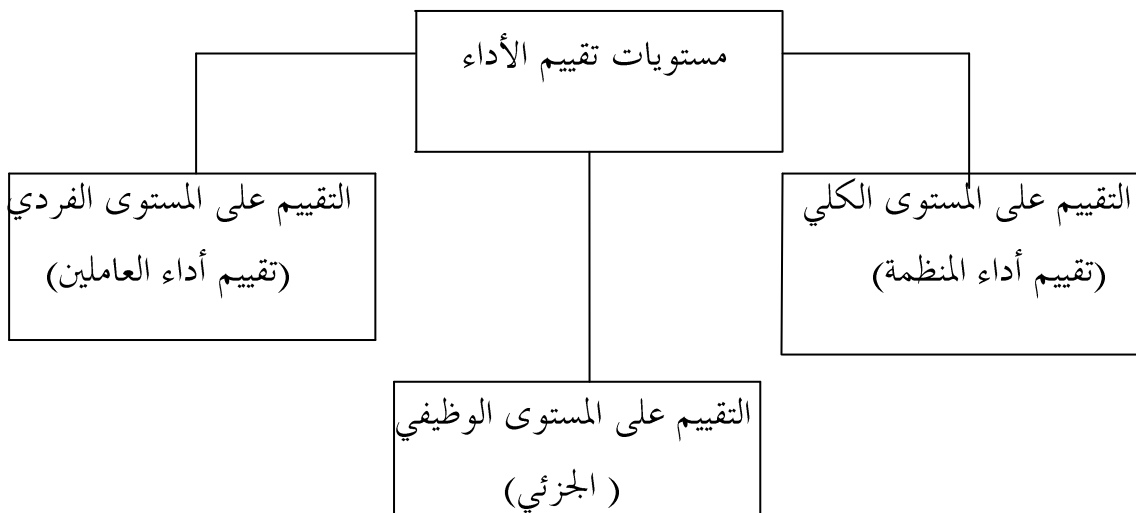 مستويات تقييم الأداء
التقييم على المستوى الكلي
(تقييم أداء المنظمة)
التقييم على المستوى الفردي
(تقييم أداء العاملين)
التقييم على المستوى الوظيفي
( الجزئي)